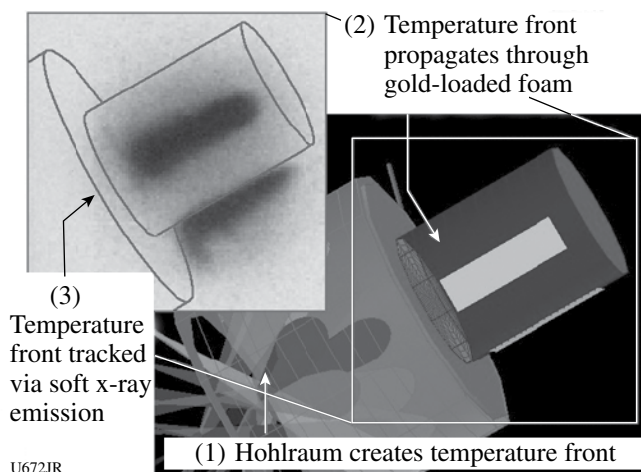 (2) Temperature front
propagates through
gold-loaded foam
(3)
Temperature
front tracked
via soft x-ray
emission
(1) Hohlraum creates temperature front
U672JR